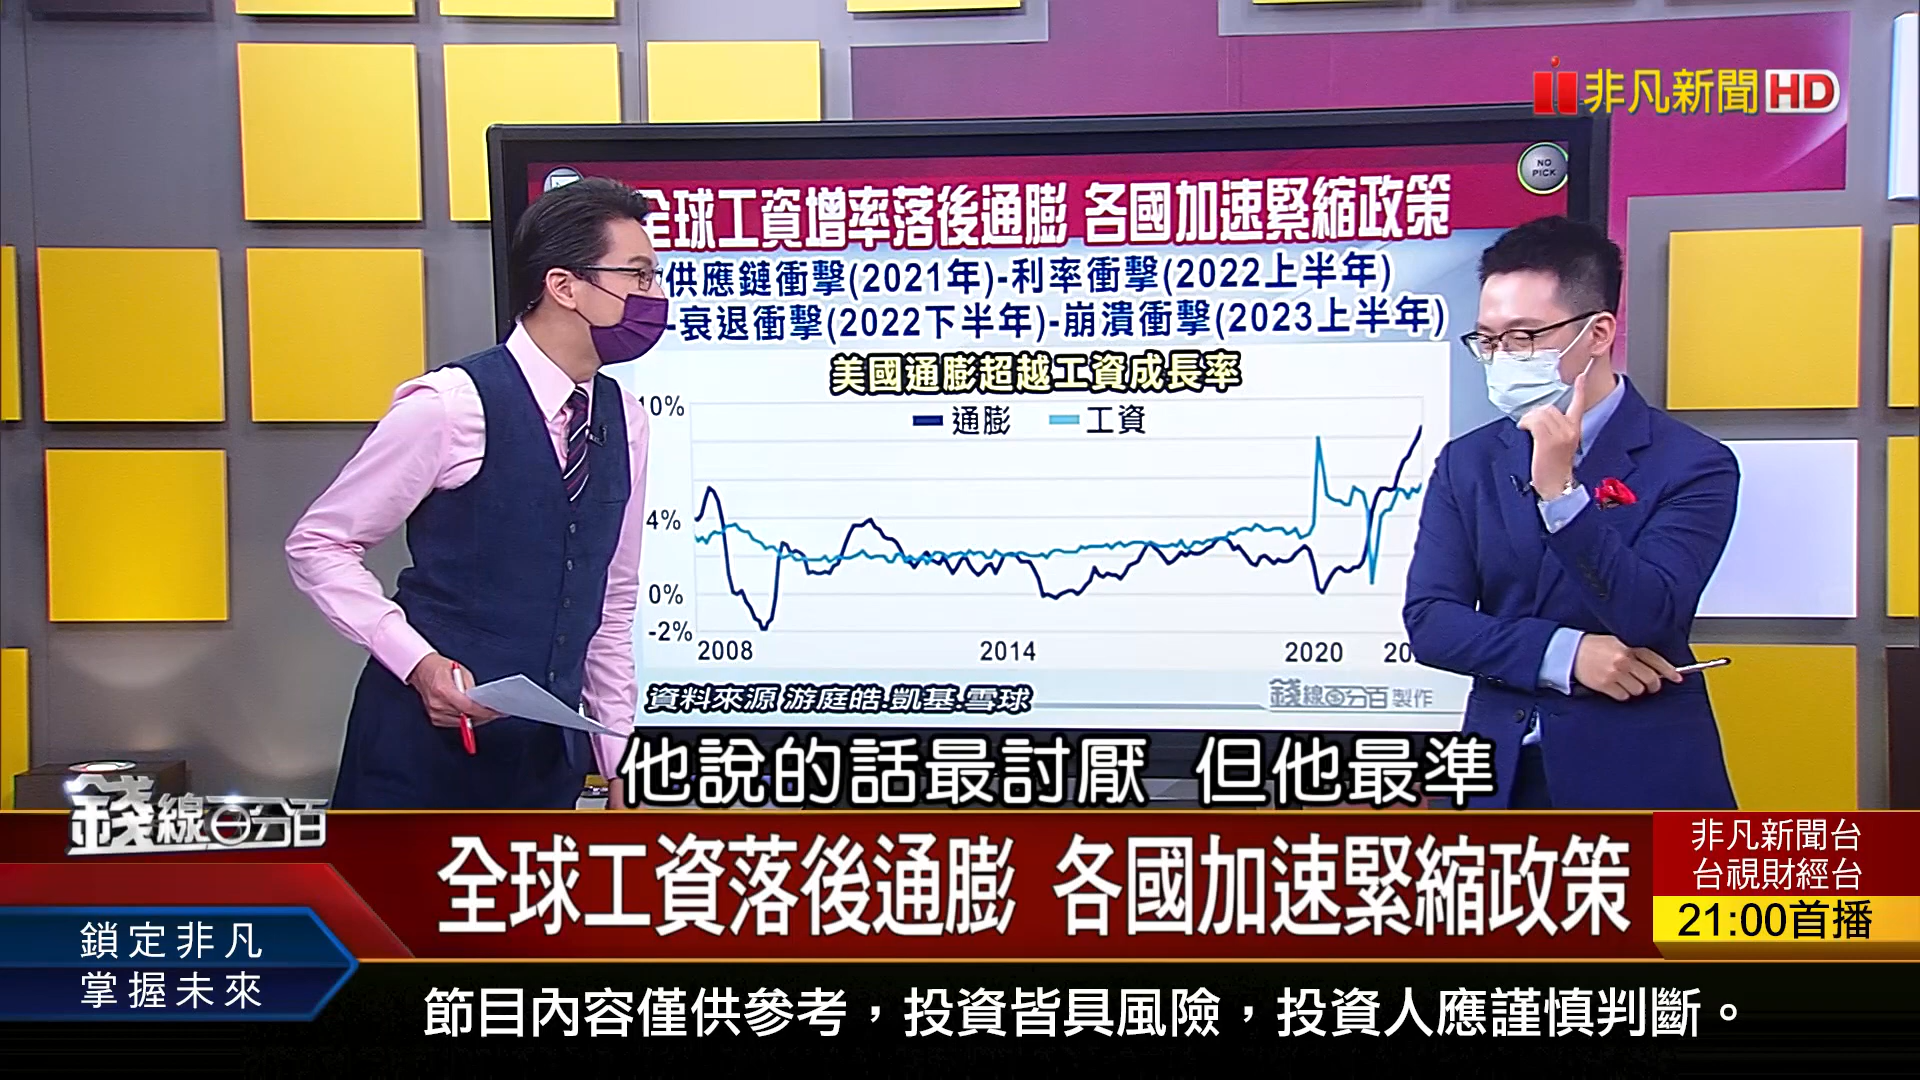 非凡新聞HD
NO PICK
全球工資增率落後通膨 各國加速緊縮政策
供應鏈衝擊(2021年)-利率衝擊(2022上半年)
-衰退衝擊(2022下半年)-崩潰衝擊(2023上半年)
美國通膨超越工資成長率
通膨 工資
10%
4%
0%
-2%
2008 2014 2020
資料來源 游庭皓.凱基.雪球
錢線百分百 製作
他說的話最討厭 但他最準
錢線百分百
全球工資落後通膨 各國加速緊縮政策
非凡新聞台
台視財經台
21:00首播
鎖定非凡
掌握未來
節目內容僅供參考，投資皆具風險，投資人應謹慎判斷。